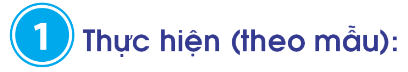 1 Thực hiện (theo mẫu):